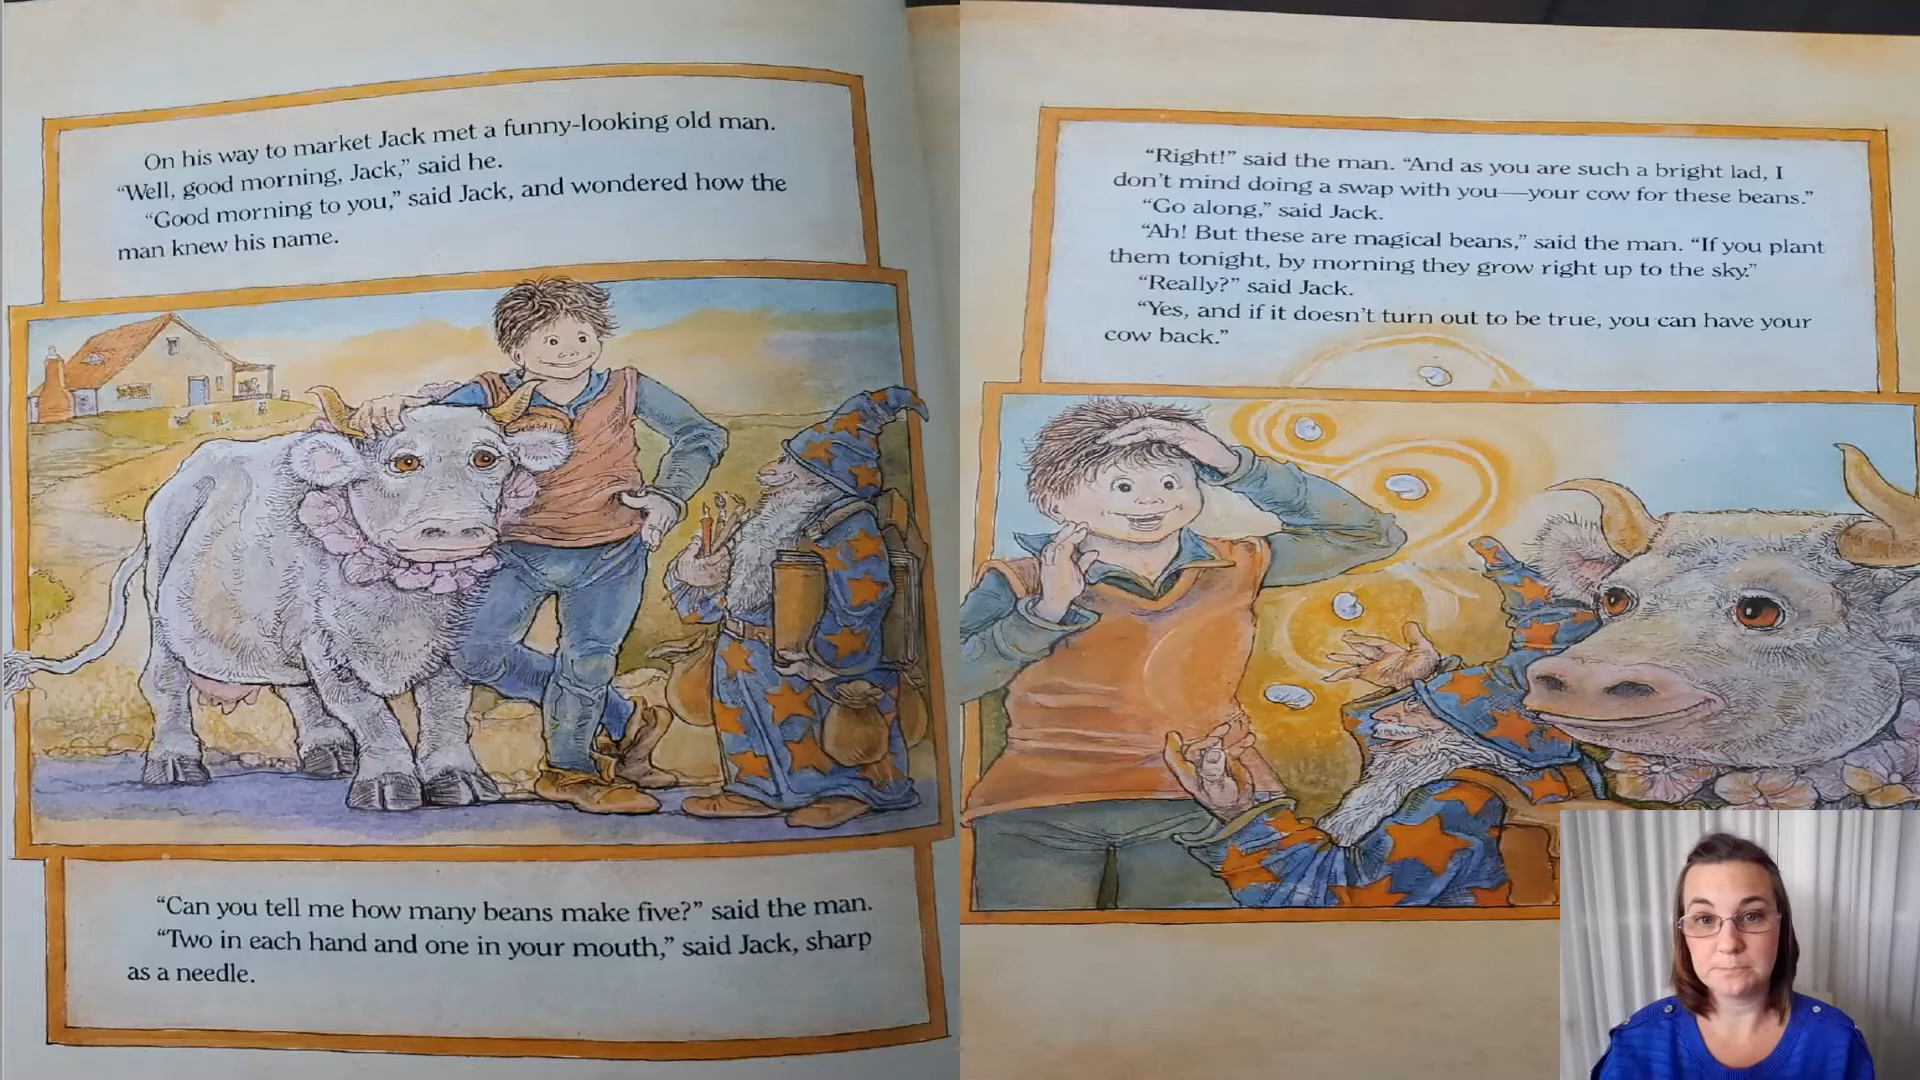 On his way to market Jack met a funny-looking old man.
“Well, good morning, Jack,” said he.
“Good morning to you,” said Jack, and wondered how the
man knew his name.
“Can you tell me how many beans make five?” said the man.
“Two in each hand and one in your mouth,” said Jack, sharp
as a needle.
“Right!” said the man. “And as you are such a bright lad, I
don’t mind doing a swap with you—your cow for these beans.”
“Go along,” said Jack.
“Ah! But these are magical beans,” said the man. “If you plant
them tonight, by morning they grow right up to the sky.”
“Really?” said Jack.
“Yes, and if it doesn’t turn out to be true, you can have your
cow back.”